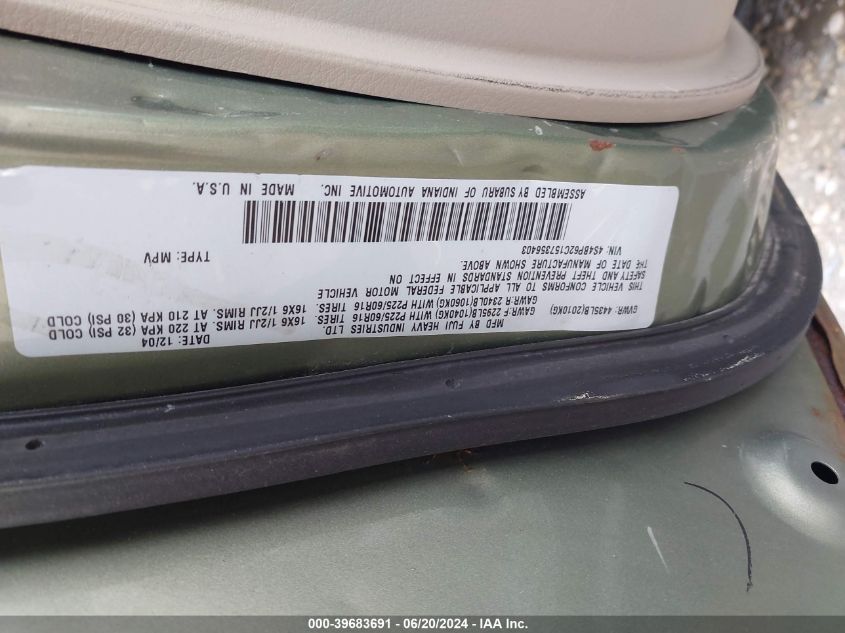 MFD BY FUJI HEAVY INDUSTRIES LTD. DATE: 12/04
GVWR: 4435LB(2010KG) GAWR:F 2295LB(1040KG) WITH P225/60R16 TIRES. 16X6 1/2JJ RIMS. AT 220 KPA (32 PSI) COLD
GAWR:R 2340LB(1060KG) WITH P225/60R16 TIRES. 16X6 1/2JJ RIMS. AT 210 KPA (30 PSI) COLD
THIS VEHICLE CONFORMS TO ALL APPLICABLE FEDERAL MOTOR VEHICLE
SAFETY AND THEFT PREVENTION STANDARDS IN EFFECT ON
THE DATE OF MANUFACTURE SHOWN ABOVE.
VIN: 4S4BP62C157356403 TYPE: MPV
ASSEMBLED BY SUBARU OF INDIANA AUTOMOTIVE INC. MADE IN U.S.A.
000-39683691 - 06/20/2024 - IAA Inc.